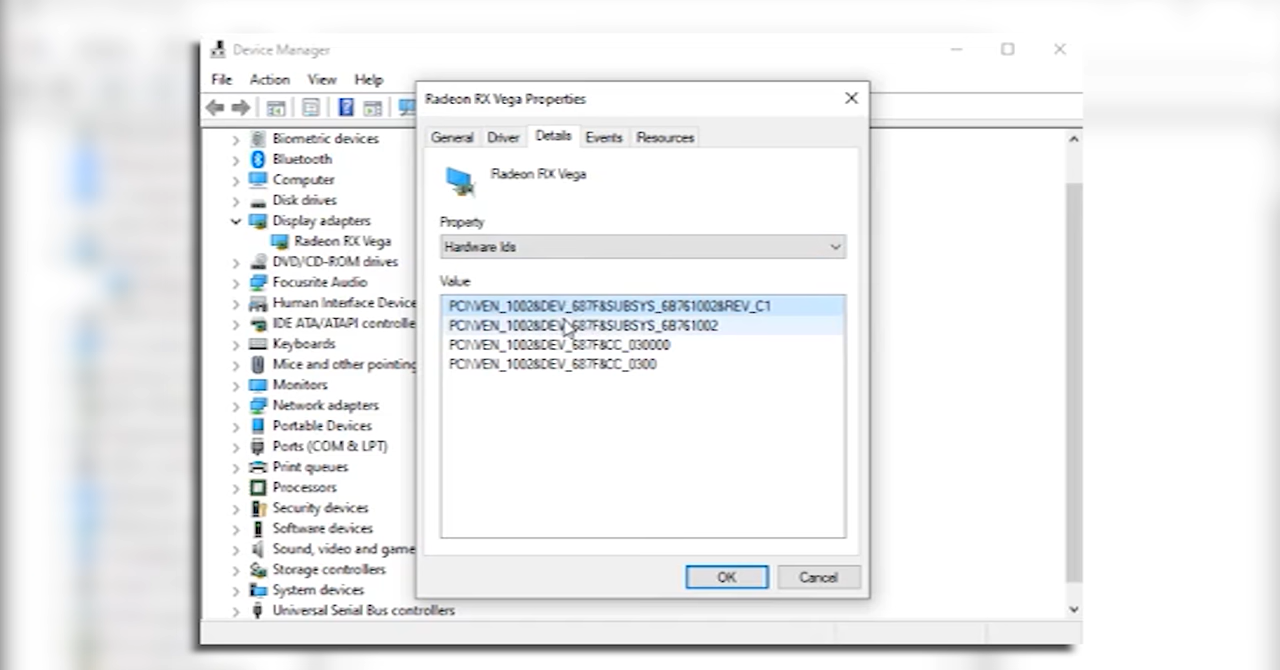 Device Manager
File Action View Help
Radeon RX Vega Properties
General Driver Details Events Resources
Radeon RX Vega
Property
Hardware Ids
Value
PCI\VEN_1002&DEV_687F&SUBSYS_6B761002&REV_C1
PCI\VEN_1002&DEV_687F&SUBSYS_6B761002
PCI\VEN_1002&DEV_687F&CC_030000
PCI\VEN_1002&DEV_687F&CC_0300
OK Cancel
Biometric devices
Bluetooth
Computer
Disk drives
Display adapters
Radeon RX Vega
DVD/CD-ROM drives
Focusrite Audio
Human Interface Device
IDE ATA/ATAPI controlle
Keyboards
Mice and other pointing
Monitors
Network adapters
Portable Devices
Ports (COM & LPT)
Print queues
Processors
Security devices
Software devices
Sound, video and game
Storage controllers
System devices
Universal Serial Bus controllers